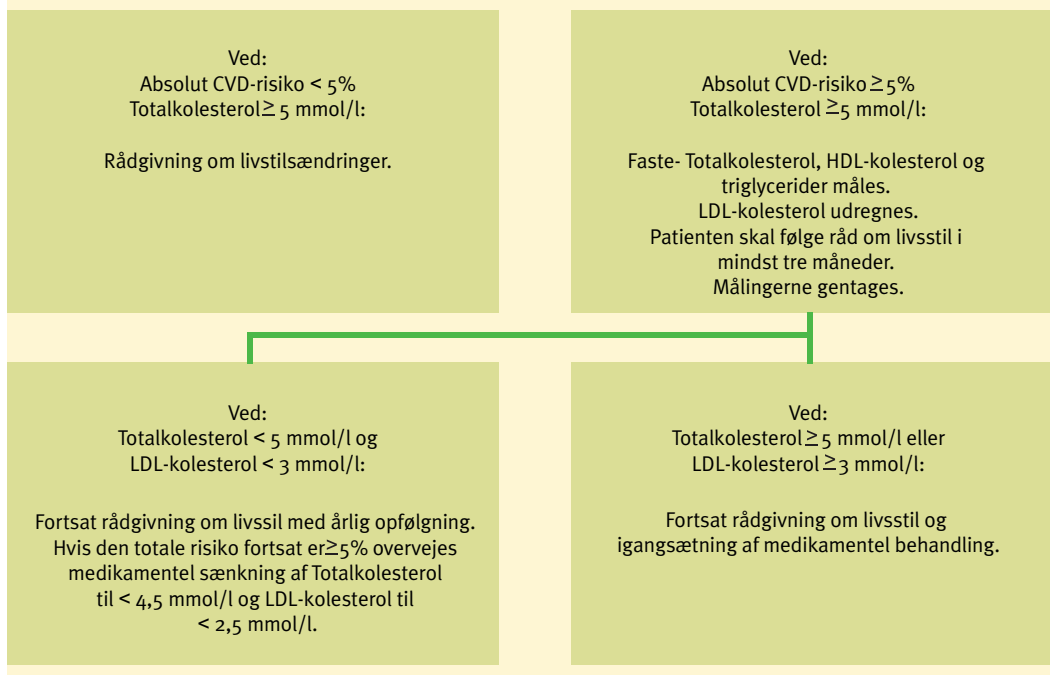 Ved:
Absolut CVD-risiko < 5%
Totalkolesterol ≥ 5 mmol/l:
Rådgivning om livstilsændringer.
Ved:
Absolut CVD-risiko ≥5%
Totalkolesterol ≥5 mmol/l:
Faste- Totalkolesterol, HDL-kolesterol og
triglycerider måles.
LDL-kolesterol udregnes.
Patienten skal følge råd om livsstil i
mindst tre måneder.
Målingerne gentages.
Ved:
Totalkolesterol < 5 mmol/l og
LDL-kolesterol < 3 mmol/l:
Fortsat rådgivning om livssil med årlig opfølgning.
Hvis den totale risiko fortsat er≥5% overvejes
medikamentel sænkning af Totalkolesterol
til < 4,5 mmol/l og LDL-kolesterol til
< 2,5 mmol/l.
Ved:
Totalkolesterol ≥5 mmol/l eller
LDL-kolesterol ≥3 mmol/l:
Fortsat rådgivning om livsstil og
igangsætning af medikamentel behandling.